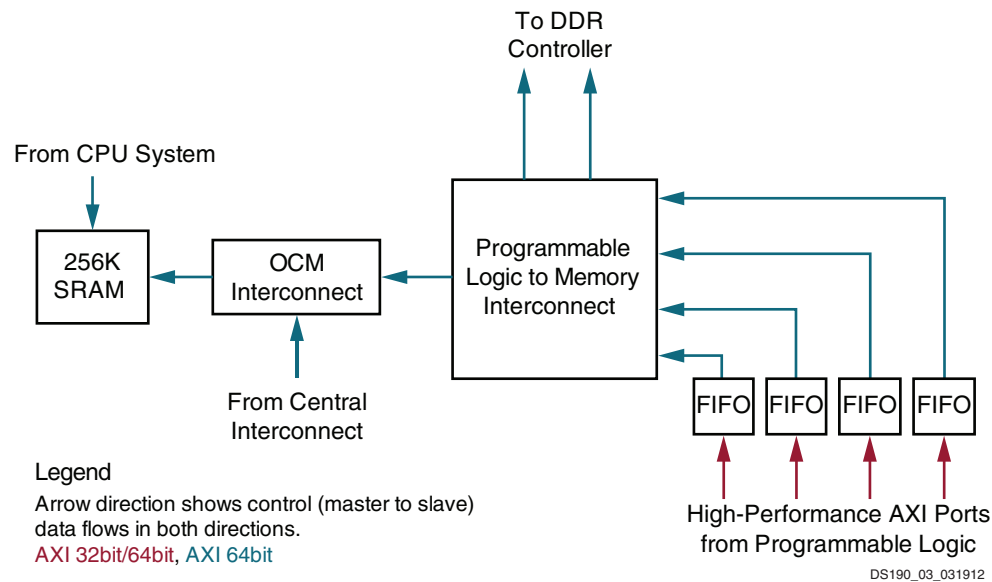 To DDR
Controller
From CPU System
256K
SRAM
OCM
Interconnect
Programmable
Logic to Memory
Interconnect
From Central
Interconnect
FIFO
FIFO
FIFO
FIFO
High-Performance AXI Ports
from Programmable Logic
Legend
Arrow direction shows control (master to slave)
data flows in both directions.
AXI 32bit/64bit, AXI 64bit
DS190_03_031912